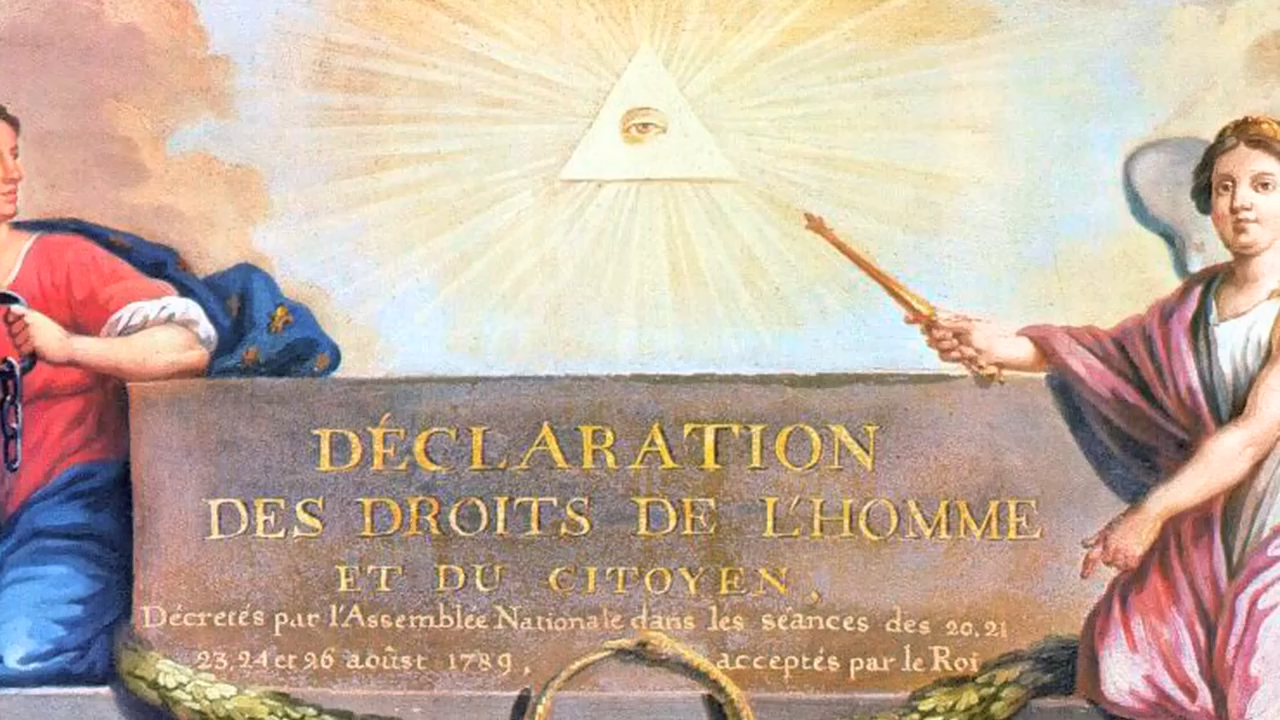 DÉCLARATION
DES DROITS DE L'HOMME
ET DU CITOYEN,
Décretés par l'Assemblée Nationale dans les séances des 20, 21
23, 24 et 26 aoûst 1789, acceptés par le Roi